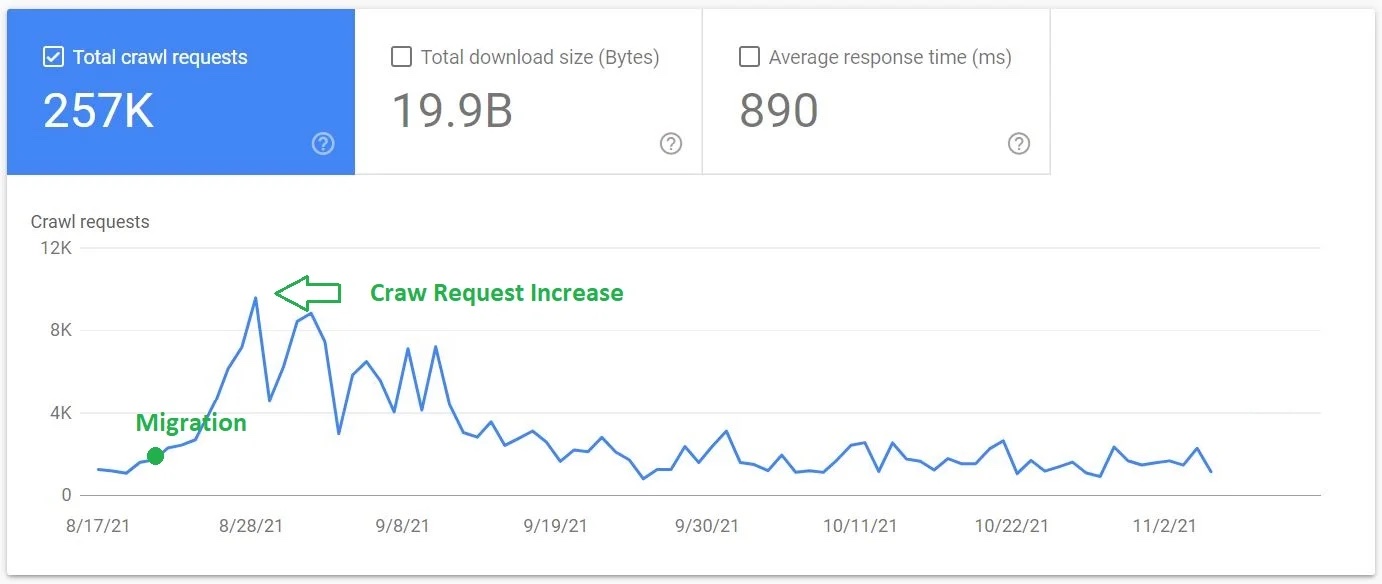 Total crawl requests
257K
Total download size (Bytes)
19.9B
Average response time (ms)
890
Crawl requests
12K
8K
4K
0
Craw Request Increase
Migration
8/17/21 8/28/21 9/8/21 9/19/21 9/30/21 10/11/21 10/22/21 11/2/21